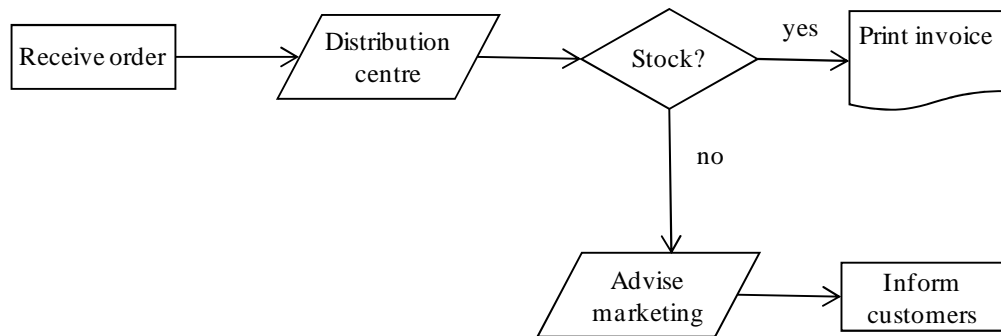 Receive order
Distribution
centre
Stock?
yes
Print invoice
no
Advise
marketing
Inform
customers